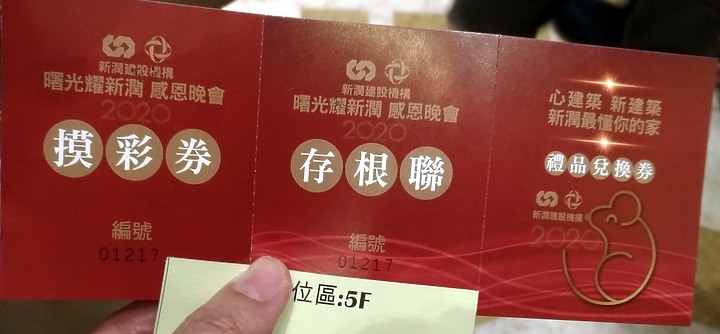 新潤建設機構
曙光耀新潤 感恩晚會
2020
摸彩券
編號
01217
新潤建設機構
曙光耀新潤 感恩晚會
2020
存根聯
編號
01217
心建築 新建築
新潤最懂你的家
禮品兌換券
新潤建設機構
2020
位區:5F